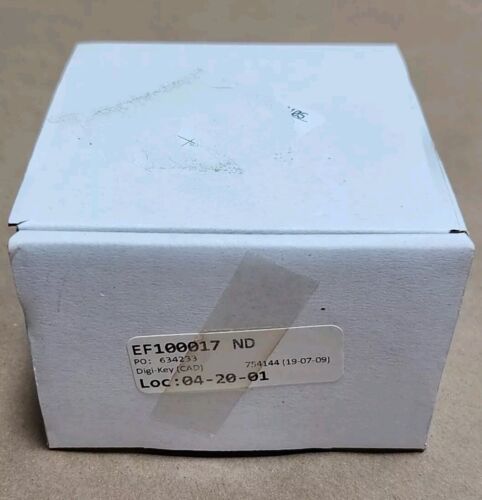 EF100017 ND
PO: 634233
Digi-Key (CAD) 754144 (19-07-09)
Loc:04-20-01